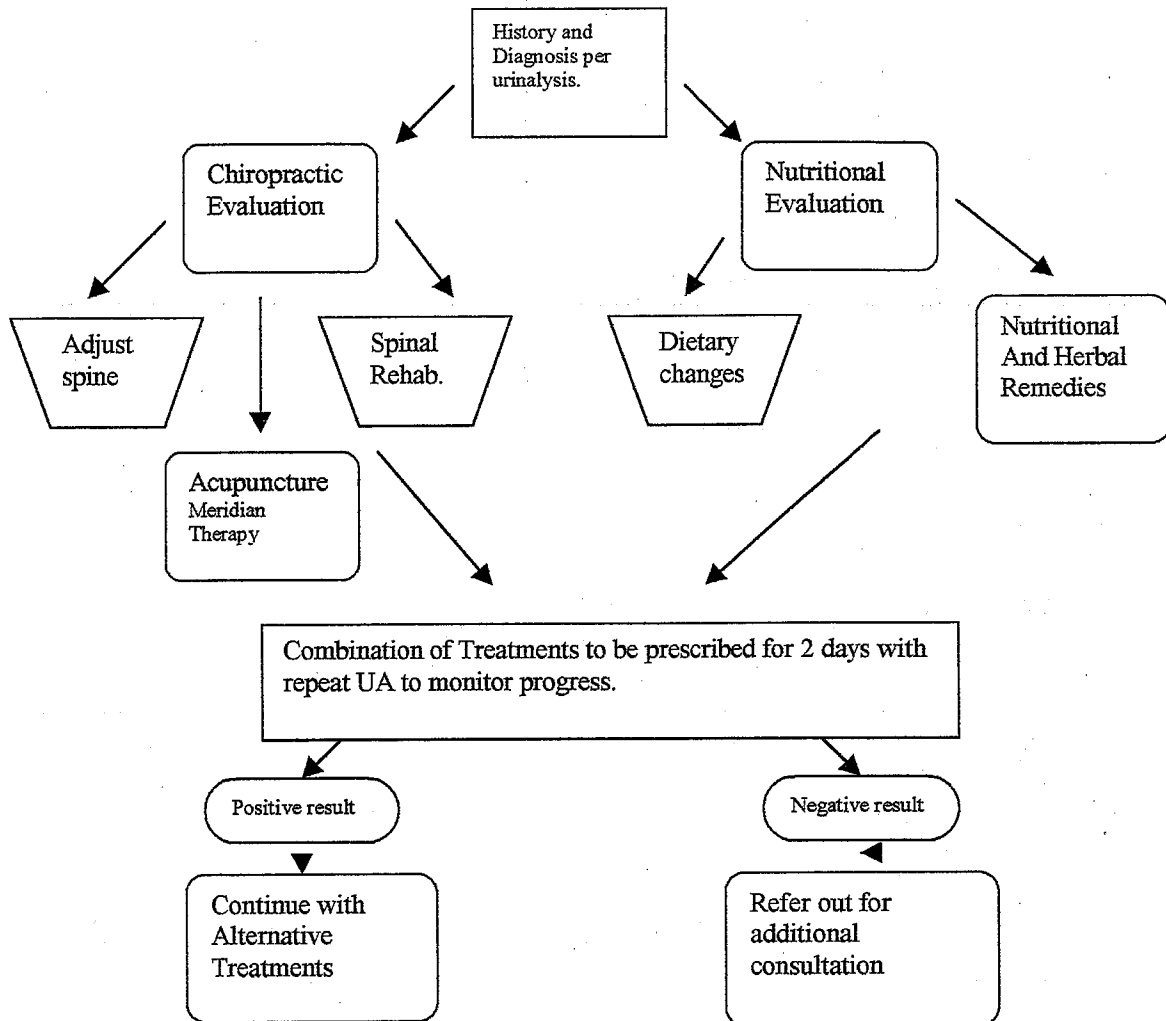 History and
Diagnosis per
urinalysis.
Chiropractic
Evaluation
Nutritional
Evaluation
Adjust
spine
Spinal
Rehab.
Dietary
changes
Nutritional
And Herbal
Remedies
Acupuncture
Meridian
Therapy
Combination of Treatments to be prescribed for 2 days with
repeat UA to monitor progress.
Positive result
Negative result
Continue with
Alternative
Treatments
Refer out for
additional
consultation